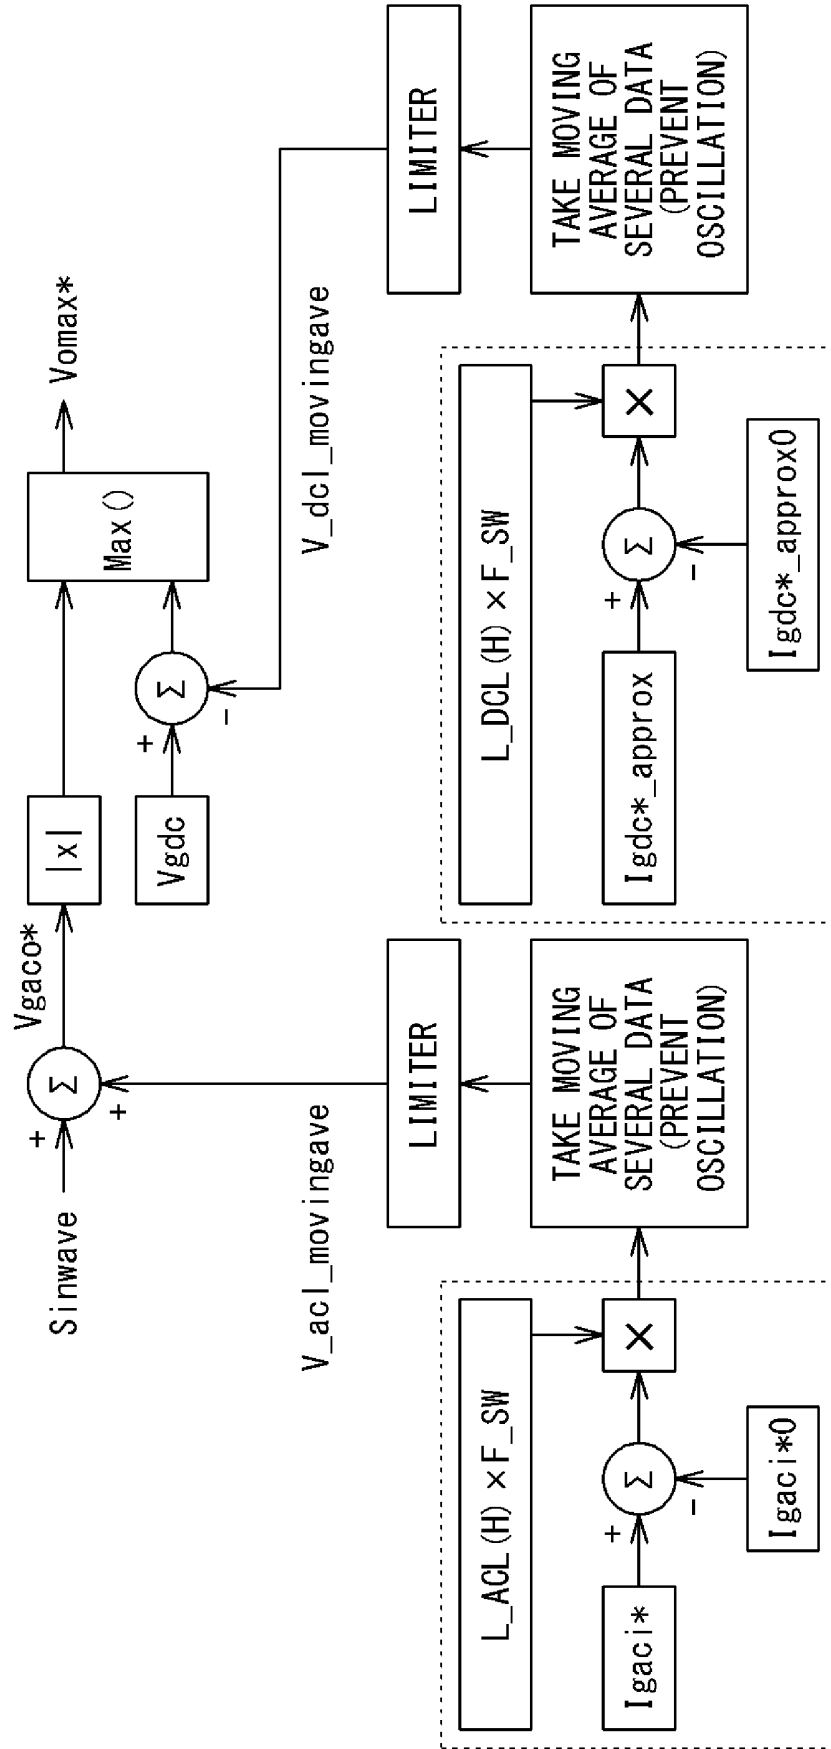 Sinwave
+
+
Σ
Vgaco*
|x|
Max()
Vomax*
Vgdc
+
-
Σ
V_acl_movingave
V_dcl_movingave
LIMITER
LIMITER
L_ACL(H)×F_SW
Igaci*
+
-
Σ
×
Igaci*0
TAKE MOVING
AVERAGE OF
SEVERAL DATA
(PREVENT
OSCILLATION)
L_DCL(H)×F_SW
Igdc*_approx
+
-
Σ
×
Igdc*_approx0
TAKE MOVING
AVERAGE OF
SEVERAL DATA
(PREVENT
OSCILLATION)